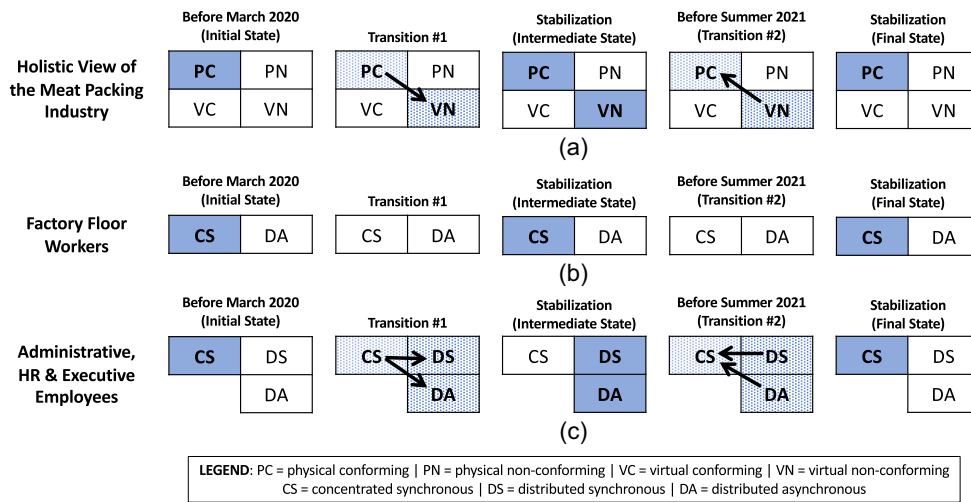 Before March 2020
(Initial State)
Transition #1
Stabilization
(Intermediate State)
Before Summer 2021
(Transition #2)
Stabilization
(Final State)
Holistic View of
the Meat Packing
Industry
PC PN PC PN PC PN PC PN PC PN
VC VN VC VN VC VN VC VN VC VN
(a)
Before March 2020
(Initial State)
Transition #1
Stabilization
(Intermediate State)
Before Summer 2021
(Transition #2)
Stabilization
(Final State)
Factory Floor
Workers
CS DA CS DA CS DA CS DA CS DA
(b)
Before March 2020
(Initial State)
Transition #1
Stabilization
(Intermediate State)
Before Summer 2021
(Transition #2)
Stabilization
(Final State)
Administrative,
HR & Executive
Employees
CS DS CS DS CS DS CS DS CS DS
DA DA DA DA DA
(c)
LEGEND: PC = physical conforming | PN = physical non-conforming | VC = virtual conforming | VN = virtual non-conforming
CS = concentrated synchronous | DS = distributed synchronous | DA = distributed asynchronous